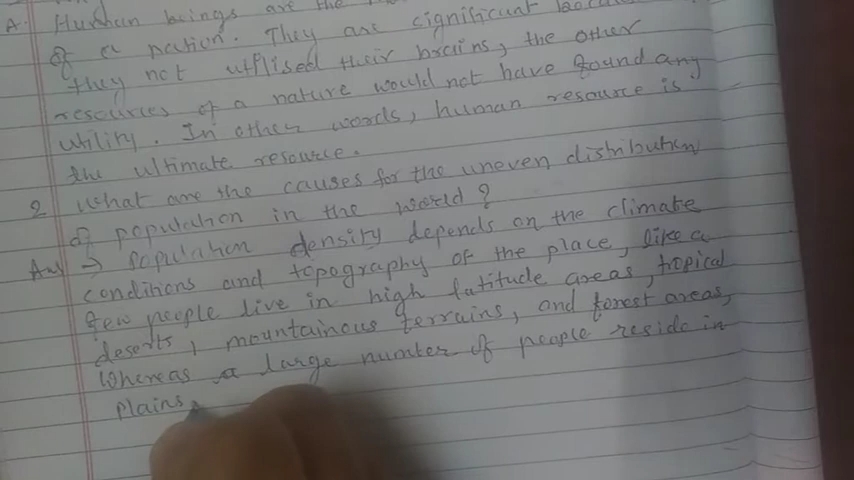 A. Human beings are the
of a nation. They are significant because
they not utilised their brains, the other
resources of a nature would not have found any
utility. In other words, human resource is
the ultimate resource.
2 What are the causes for the uneven distribution
of population in the world?
Ans → Population density depends on the climate
conditions and topography of the place, like a
few people live in high latitude areas, topical
deserts, mountainous terrains, and forest areas,
Whereas a large number of people reside in
plains,